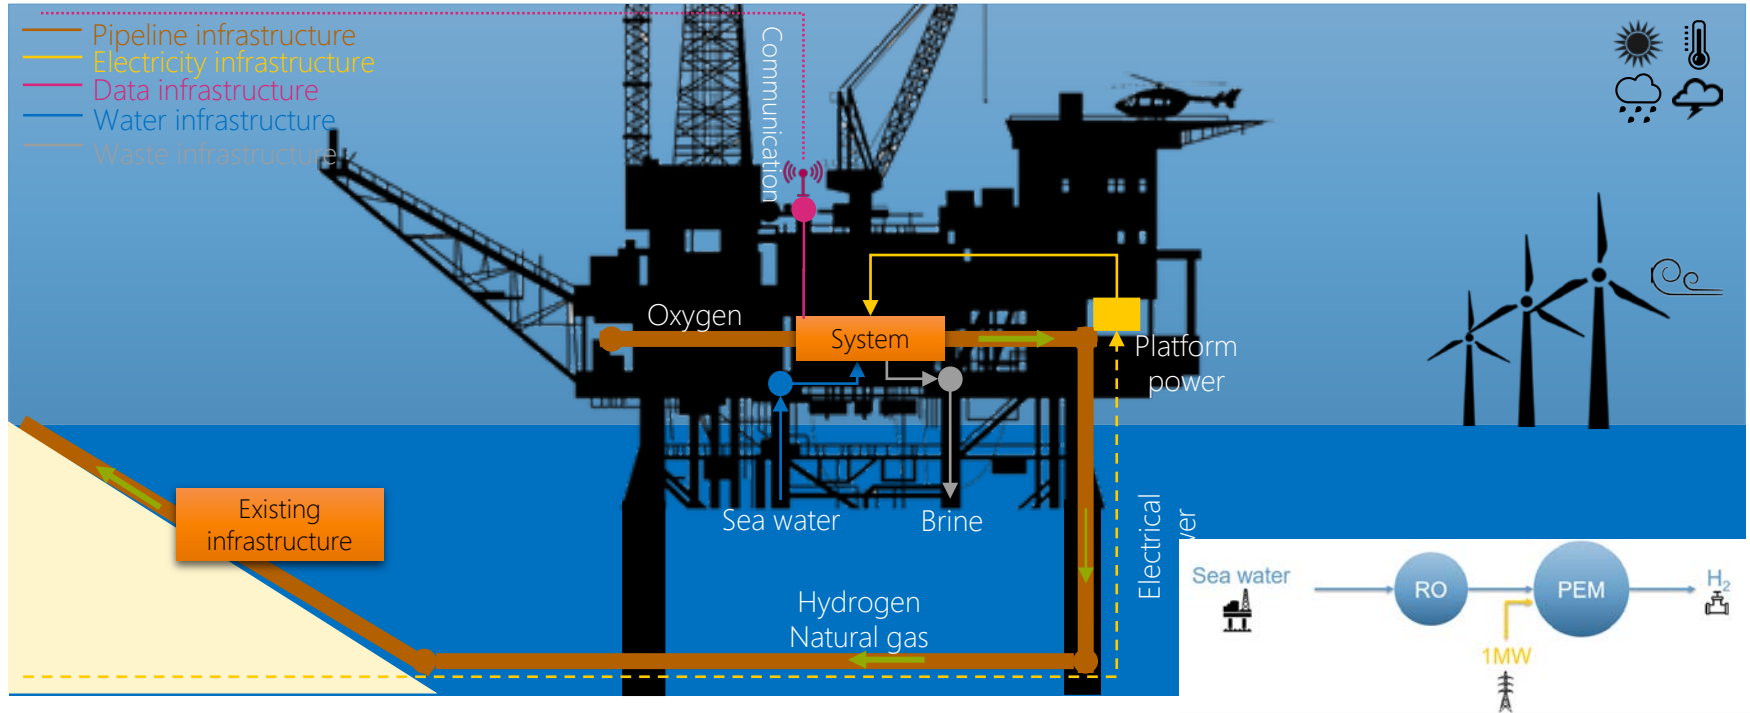 Pipeline infrastructure
Electricity infrastructure
Data infrastructure
Water infrastructure
Waste infrastructure
Communication
Oxygen
System
Platform
power
Sea water
Brine
Existing
infrastructure
Electrical
Hydrogen
Natural gas
Sea water
RO
PEM
H2
1MW